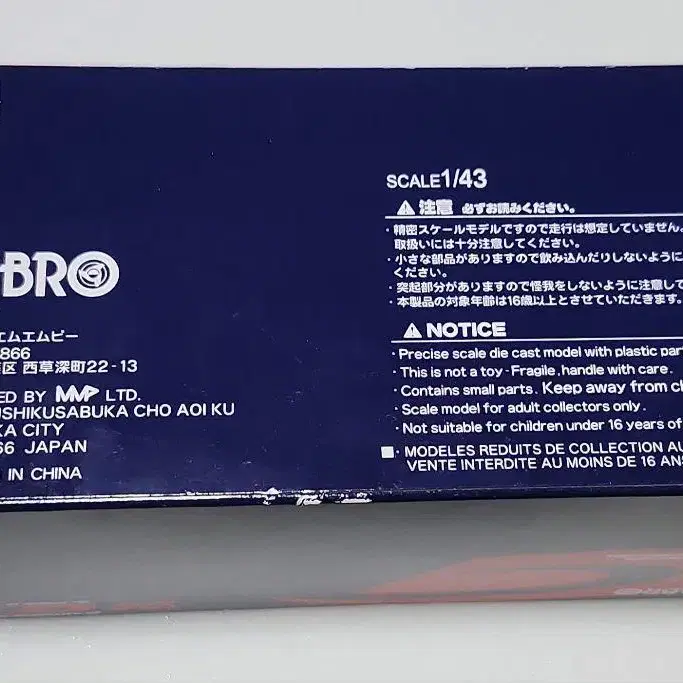 BRO
エムエムピー
866
区 西草深町22-13
ED BY MMP LTD.
SHIKUSABUKA CHO AOI KU
KA CITY
66 JAPAN
IN CHINA
SCALE1/43
注意 必ずお読みください。
・精密スケールモデルですので走行は想定していません。
取扱いには十分注意してください。
・小さな部品がありますので飲み込んだりしないように
ください。
・突起部分がありますので怪我をしないように注意して
・本製品の対象年齢は16歳以上とさせていただきます。
NOTICE
・Precise scale die cast model with plastic par
・This is not a toy - Fragile, handle with care.
・Contains small parts. Keep away from ch
・Scale model for adult collectors only.
・Not suitable for children under 16 years of
・MODELES REDUITS DE COLLECTION AU
VENTE INTERDITE AU MOINS DE 16 ANS